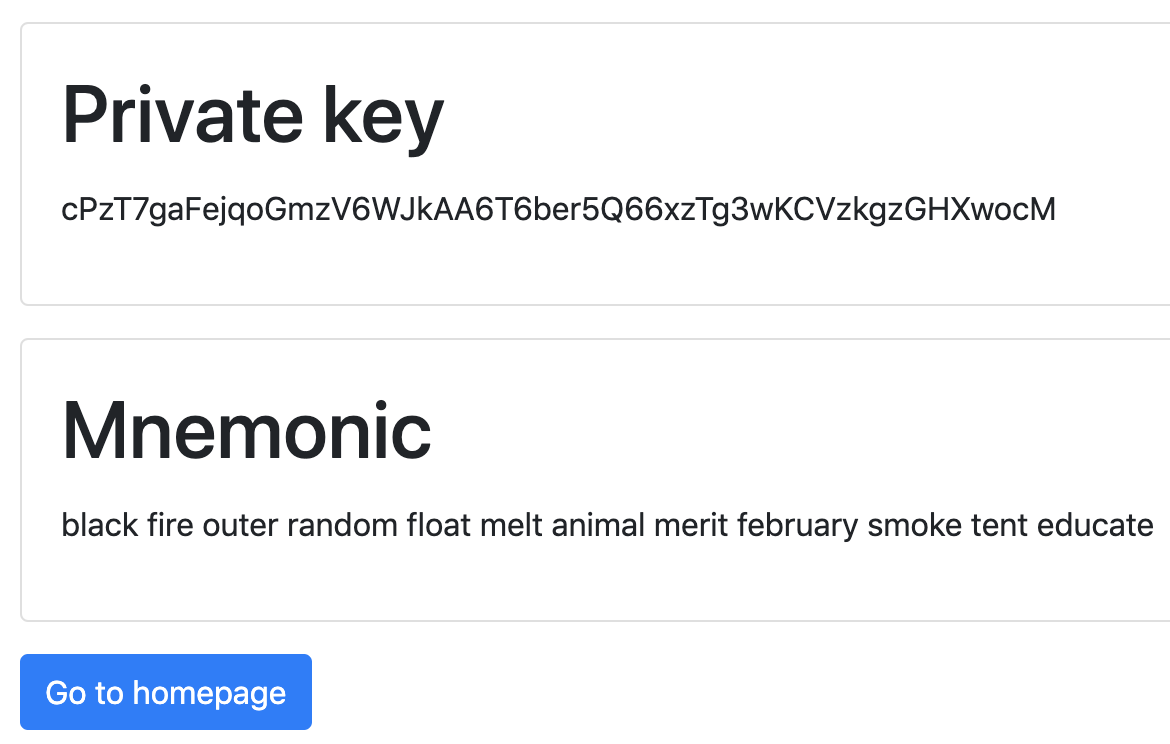 Private key
cPzT7gaFejqoGmzV6WJkAA6T6ber5Q66xzTg3wKCVzkgzGHXwocM
Mnemonic
black fire outer random float melt animal merit february smoke tent educate
Go to homepage